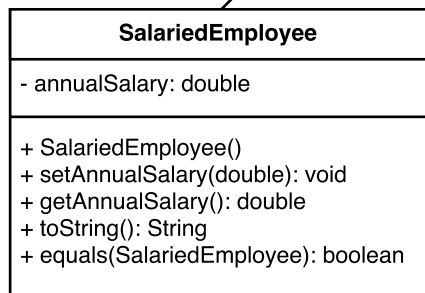 SalariedEmployee
- annualSalary: double
+ SalariedEmployee()
+ setAnnualSalary(double): void
+ getAnnualSalary(): double
+ toString(): String
+ equals(SalariedEmployee): boolean